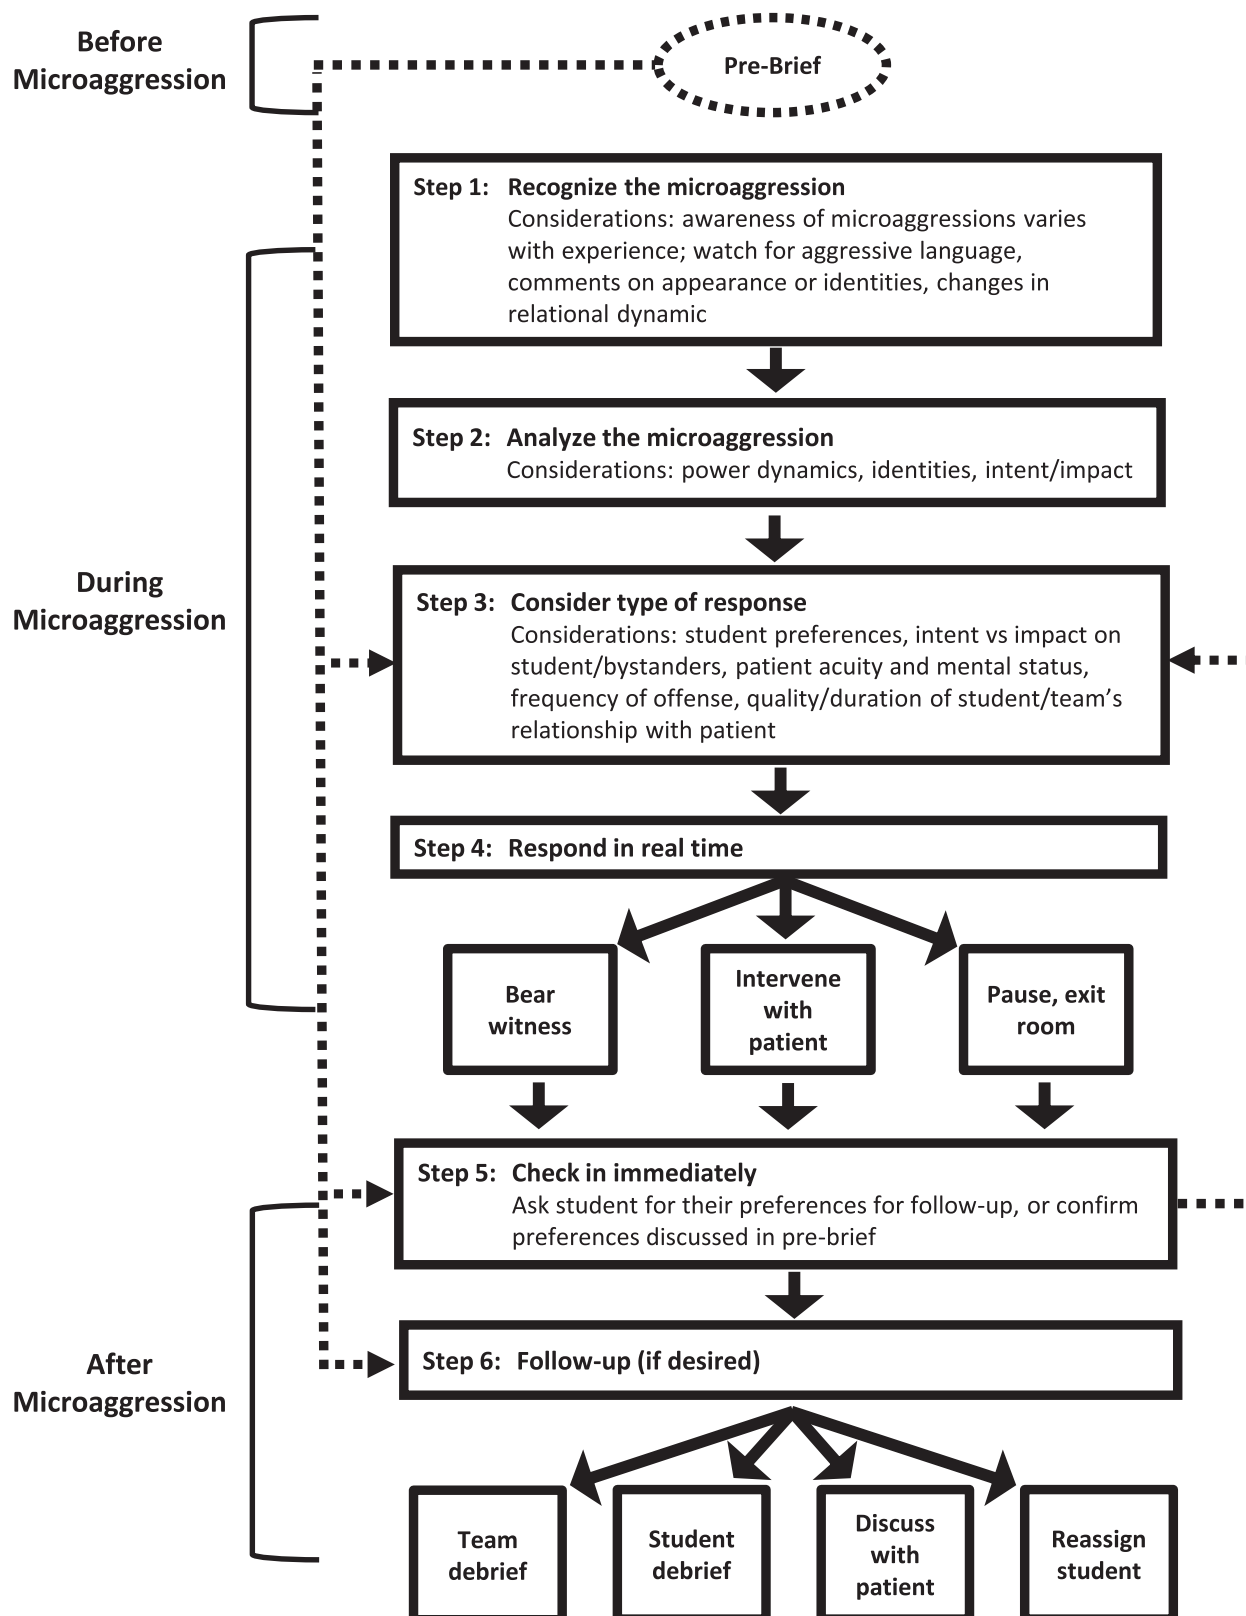 Before
Microaggression
Pre-Brief
Step 1: Recognize the microaggression
Considerations: awareness of microaggressions varies
with experience; watch for aggressive language,
comments on appearance or identities, changes in
relational dynamic
Step 2: Analyze the microaggression
Considerations: power dynamics, identities, intent/impact
During
Microaggression
Step 3: Consider type of response
Considerations: student preferences, intent vs impact on
student/bystanders, patient acuity and mental status,
frequency of offense, quality/duration of student/team’s
relationship with patient
Step 4: Respond in real time
Bear
witness
Intervene
with
patient
Pause, exit
room
Step 5: Check in immediately
Ask student for their preferences for follow-up, or confirm
preferences discussed in pre-brief
After
Microaggression
Step 6: Follow-up (if desired)
Team
debrief
Student
debrief
Discuss
with
patient
Reassign
student